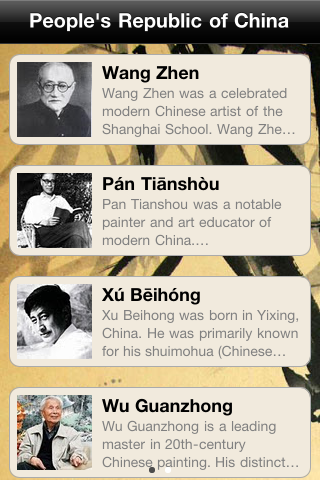 People's Republic of China
Wang Zhen
Wang Zhen was a celebrated
modern Chinese artist of the
Shanghai School. Wang Zhe...
Pán Tiānshòu
Pan Tianshou was a notable
painter and art educator of
modern China....
Xú Bēihóng
Xu Beihong was born in Yixing,
China. He was primarily known
for his shuimohua (Chinese...
Wu Guanzhong
Wu Guanzhong is a leading
master in 20th-century
Chinese painting. His distinct...